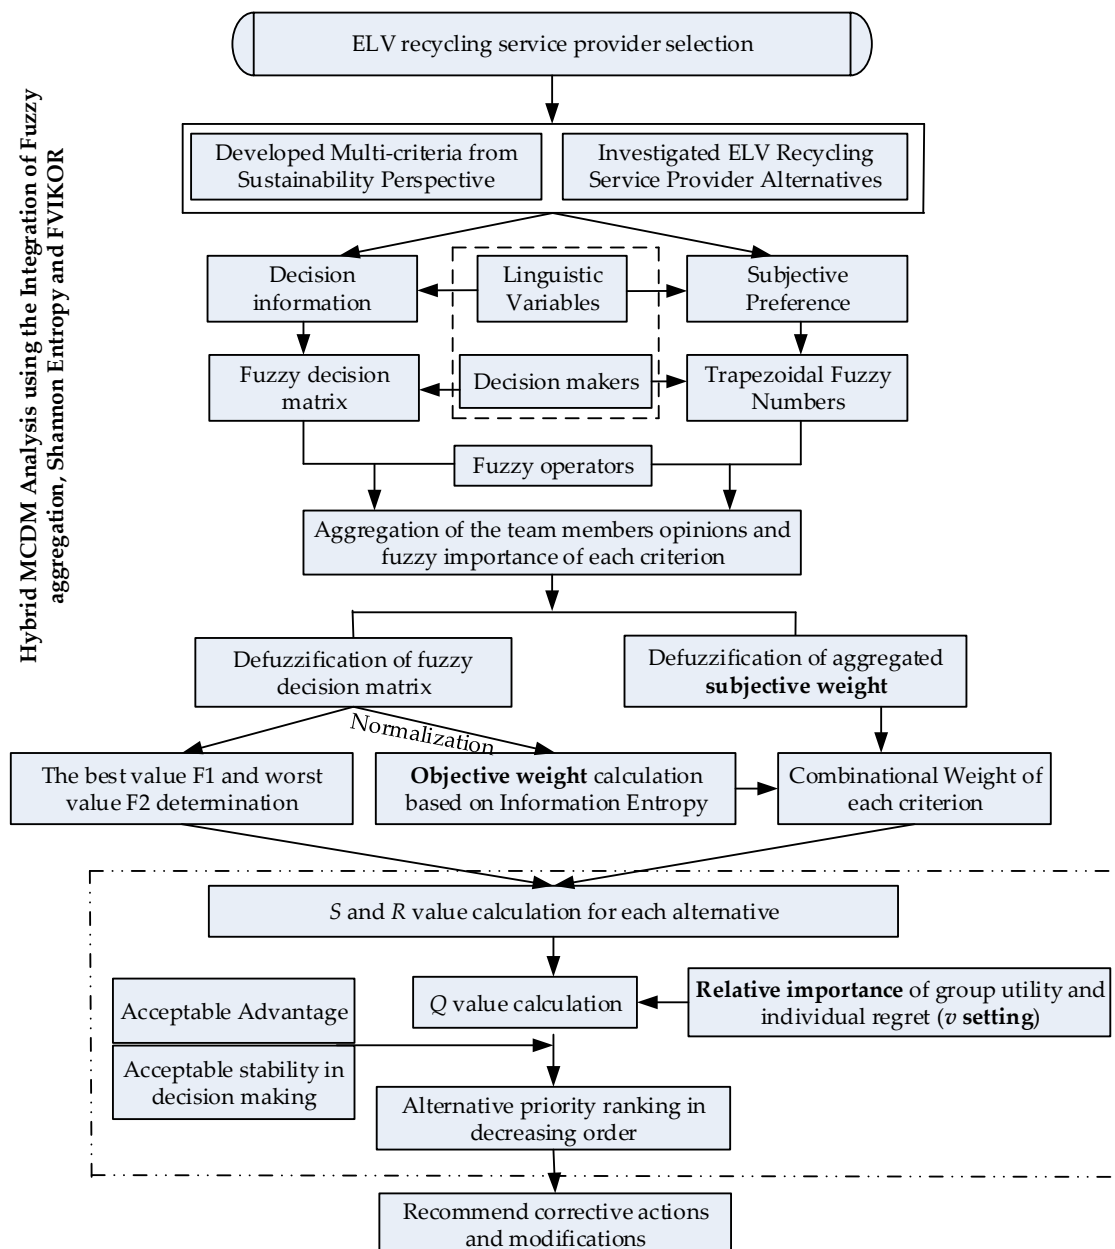 ELV recycling service provider selection
Hybrid MCDM Analysis using the Integration of Fuzzy
aggregation, Shannon Entropy and FVIKOR
Developed Multi-criteria from
Sustainability Perspective
Investigated ELV Recycling
Service Provider Alternatives
Decision
information
Linguistic
Variables
Subjective
Preference
Fuzzy decision
matrix
Decision makers
Trapezoidal Fuzzy
Numbers
Fuzzy operators
Aggregation of the team members opinions and
fuzzy importance of each criterion
Defuzzification of fuzzy
decision matrix
Defuzzification of aggregated
subjective weight
Normalization
The best value F1 and worst
value F2 determination
Objective weight calculation
based on Information Entropy
Combinational Weight of
each criterion
S and R value calculation for each alternative
Q value calculation
Relative importance of group utility and
individual regret (v setting)
Acceptable Advantage
Acceptable stability in
decision making
Alternative priority ranking in
decreasing order
Recommend corrective actions
and modifications